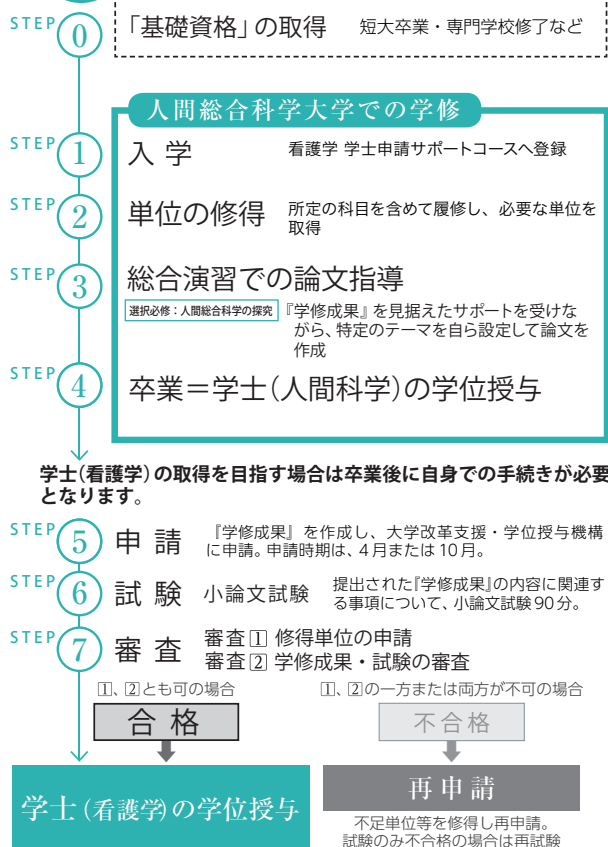 STEP 0 「基礎資格」の取得 短大卒業・専門学校修了など
人間総合科学大学での学修
STEP 1 入学 看護学 学士申請サポートコースへ登録
STEP 2 単位の修得 所定の科目を含めて履修し、必要な単位を
取得
STEP 3 総合演習での論文指導
選択必修：人間総合科学の探究 『学修成果』を見据えたサポートを受けな
がら、特定のテーマを自ら設定して論文を
作成
STEP 4 卒業＝学士（人間科学）の学位授与
学士（看護学）の取得を目指す場合は卒業後に自身での手続きが必要
となります。
STEP 5 申請 『学修成果』を作成し、大学改革支援・学位授与機構
に申請。申請時期は、4月または10月。
STEP 6 試験 小論文試験 提出された『学修成果』の内容に関連す
る事項について、小論文試験90分。
STEP 7 審査 審査1 修得単位の申請
審査2 学修成果・試験の審査
1、2とも可の場合
合格
1、2の一方または両方が不可の場合
不合格
学士（看護学）の学位授与
再申請
不足単位等を修得し再申請。
試験のみ不合格の場合は再試験